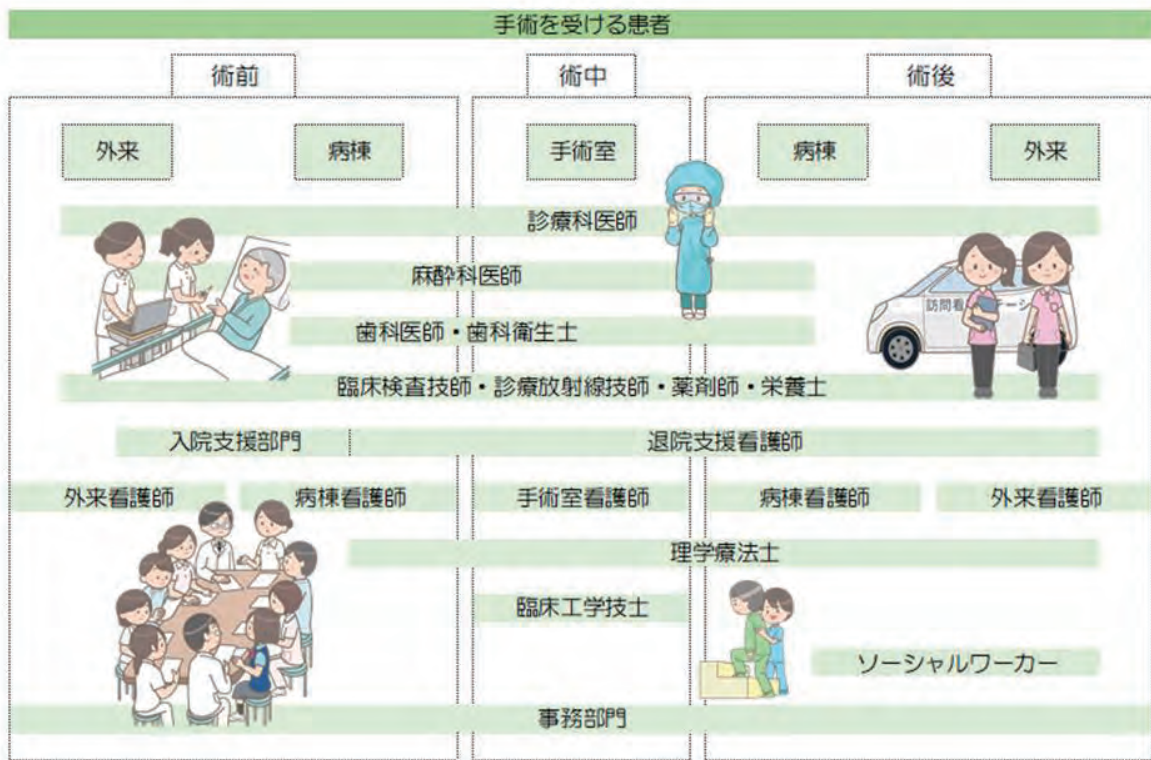 手術を受ける患者
術前
術中
術後
外来
病棟
手術室
病棟
外来
診療科医師
麻酔科医師
歯科医師・歯科衛生士
訪問看
ーシ
臨床検査技師・診療放射線技師・薬剤師・栄養士
入院支援部門
退院支援看護師
外来看護師
病棟看護師
手術室看護師
病棟看護師
外来看護師
理学療法士
臨床工学技士
ソーシャルワーカー
事務部門